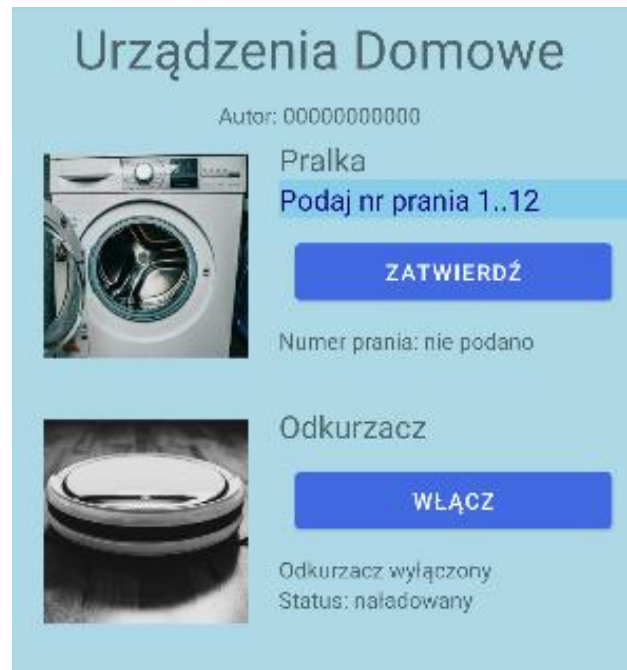 Urządzenia Domowe
Autor: 00000000000
Pralka
Podaj nr prania 1..12
ZATWIERDŹ
Numer prania: nie podano
Odkurzacz
WŁĄCZ
Odkurzacz wyłączony
Status: naładowany